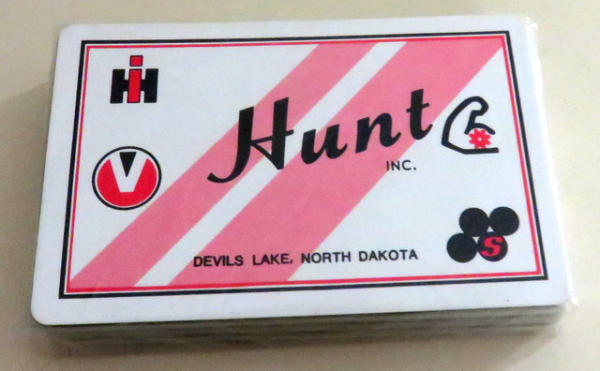 IH
V
Hunt
INC.
S
DEVILS LAKE, NORTH DAKOTA